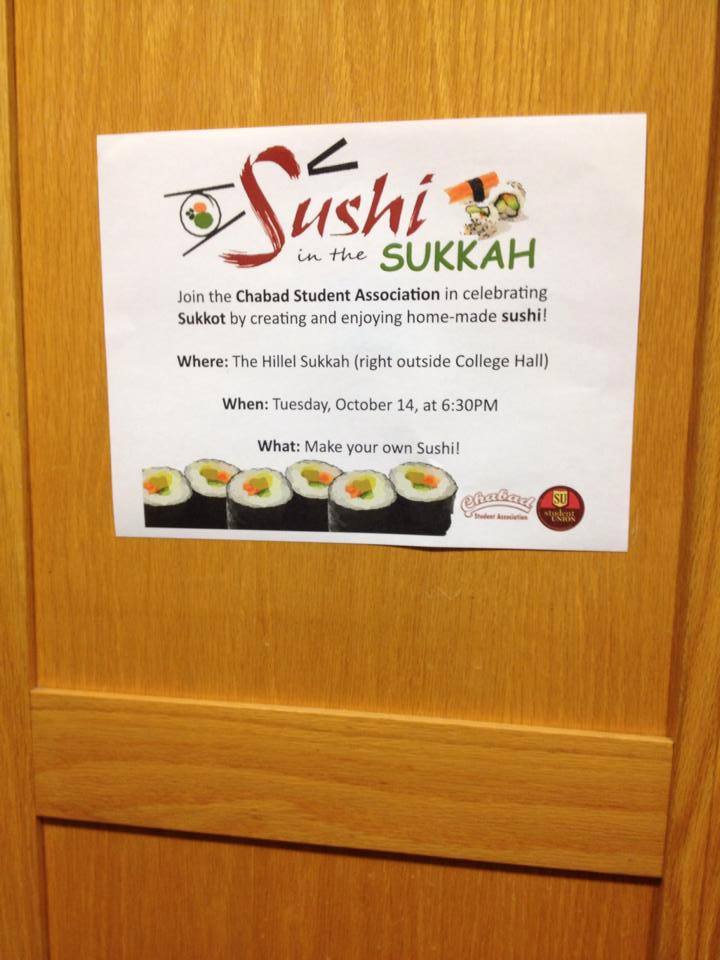 Sushi
in the SUKKAH
Join the Chabad Student Association in celebrating
Sukkot by creating and enjoying home-made sushi!
Where: The Hillel Sukkah (right outside College Hall)
When: Tuesday, October 14, at 6:30PM
What: Make your own Sushi!
Chabad
Student Association
SU
student
UNION